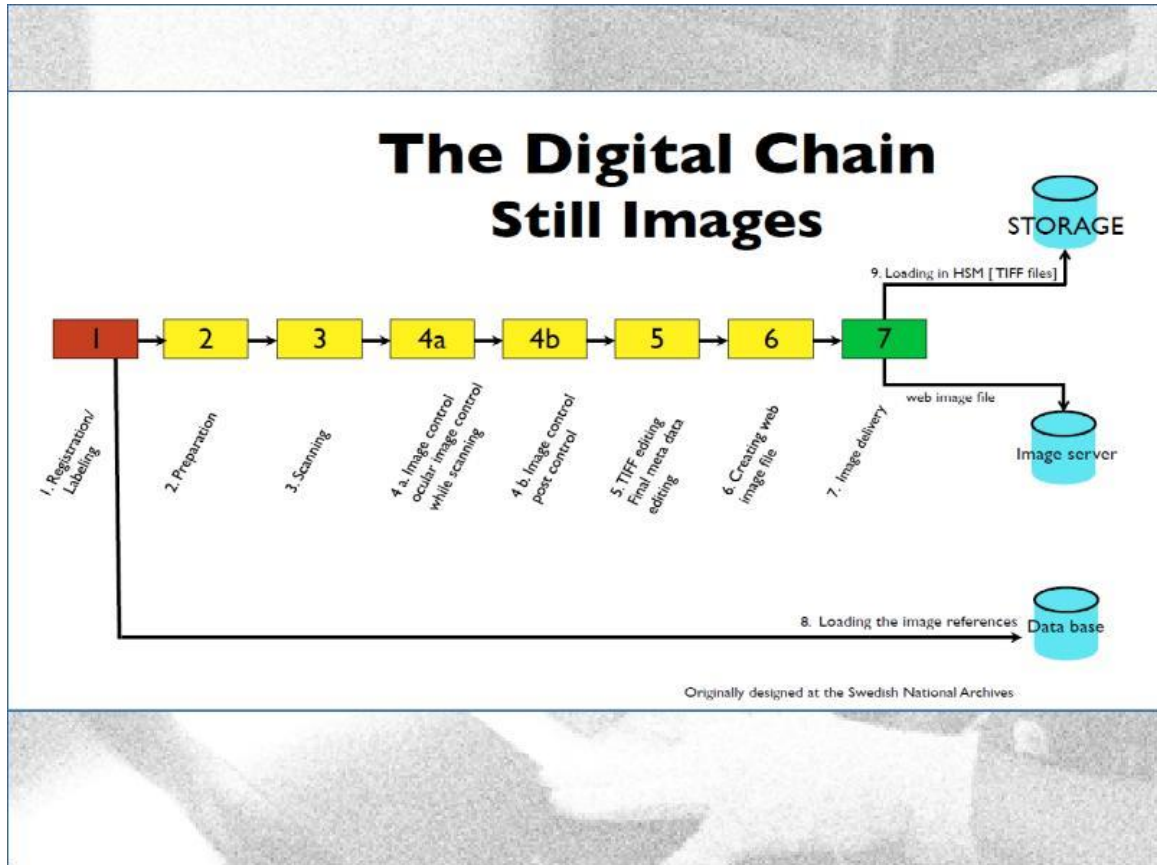 The Digital Chain
Still Images
STORAGE
9. Loading in HSM [ TIFF files]
1
2
3
4a
4b
5
6
7
web image file
Image server
1. Registration/
Labeling
2. Preparation
3. Scanning
4 a. Image control
ocular image control
while scanning
4 b. Image control
post control
5. TIFF editing
Final meta data
editing
6. Creating web
image file
7. Image delivery
8. Loading the image references
Data base
Originally designed at the Swedish National Archives